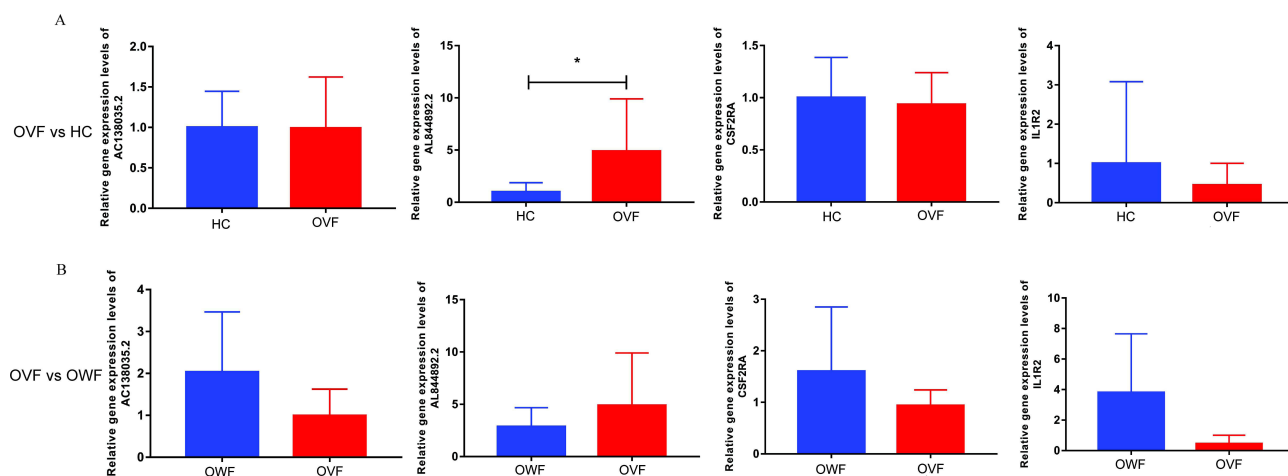 A
OVF vs HC
Relative gene expression levels of
AC138035.2
2.0
1.5
1.0
0.5
0.0
HC
OVF
Relative gene expression levels of
AL844892.2
15
10
5
0
*
HC
OVF
Relative gene expression levels of
CSF2RA
1.5
1.0
0.5
0.0
HC
OVF
Relative gene expression levels of
IL1R2
4
3
2
1
0
HC
OVF
B
OVF vs OWF
Relative gene expression levels of
AC138035.2
4
3
2
1
0
OWF
OVF
Relative gene expression levels of
AL844892.2
15
10
5
0
OWF
OVF
Relative gene expression levels of
CSF2RA
3
2
1
0
OWF
OVF
Relative gene expression levels of
IL1R2
10
8
6
4
2
0
OWF
OVF